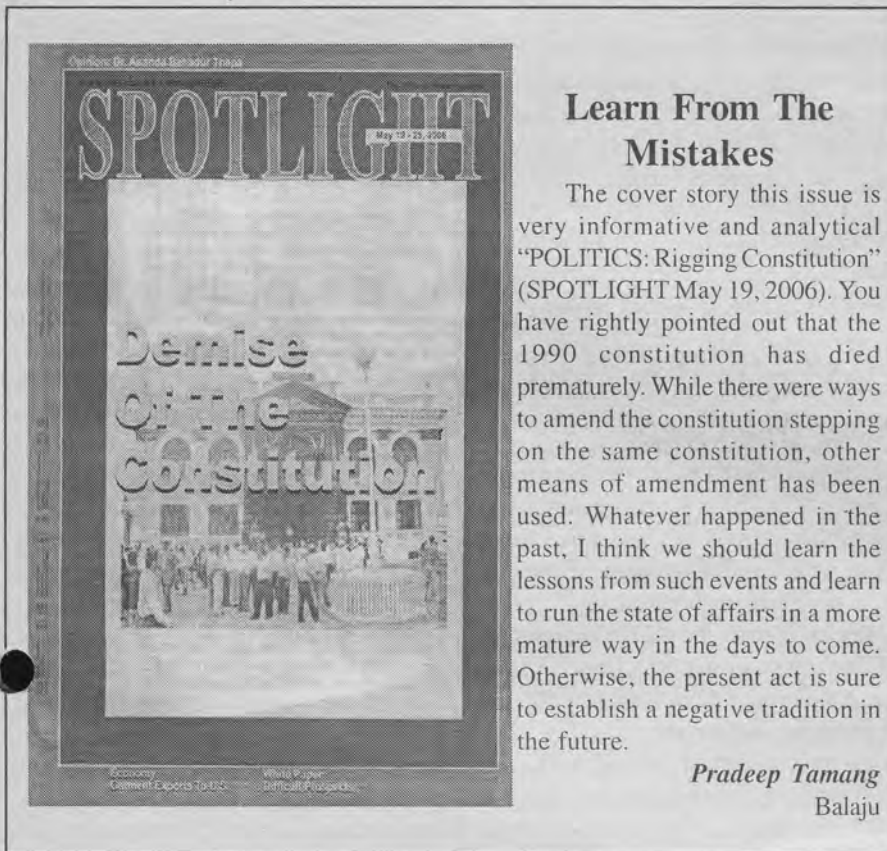 Opinion: Dr. Ananda Bahadur Thapa
SPOTLIGHT
May 19 - 25, 2006
Demise
Of The
Constitution
Economy
Garment Exports To US
White Paper
Difficult Prospects
Learn From The
Mistakes
The cover story this issue is
very informative and analytical
“POLITICS: Rigging Constitution”
(SPOTLIGHT May 19, 2006). You
have rightly pointed out that the
1990 constitution has died
prematurely. While there were ways
to amend the constitution stepping
on the same constitution, other
means of amendment has been
used. Whatever happened in the
past, I think we should learn the
lessons from such events and learn
to run the state of affairs in a more
mature way in the days to come.
Otherwise, the present act is sure
to establish a negative tradition in
the future.
Pradeep Tamang
Balaju